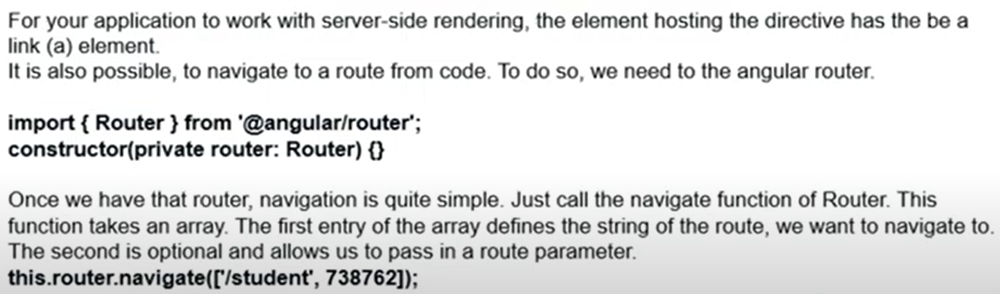 For your application to work with server-side rendering, the element hosting the directive has the be a
link (a) element.
It is also possible, to navigate to a route from code. To do so, we need to the angular router.
import { Router } from '@angular/router';
constructor(private router: Router) {}
Once we have that router, navigation is quite simple. Just call the navigate function of Router. This
function takes an array. The first entry of the array defines the string of the route, we want to navigate to.
The second is optional and allows us to pass in a route parameter.
this.router.navigate(['/student', 738762]);